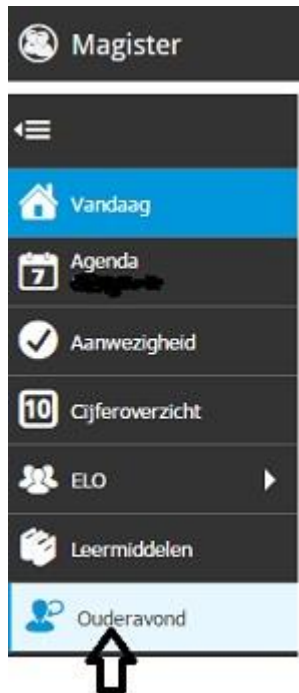 Magister
Vandaag
7
Agenda
Aanwezigheid
10
Cijferoverzicht
ELO
Leermiddelen
Ouderavond